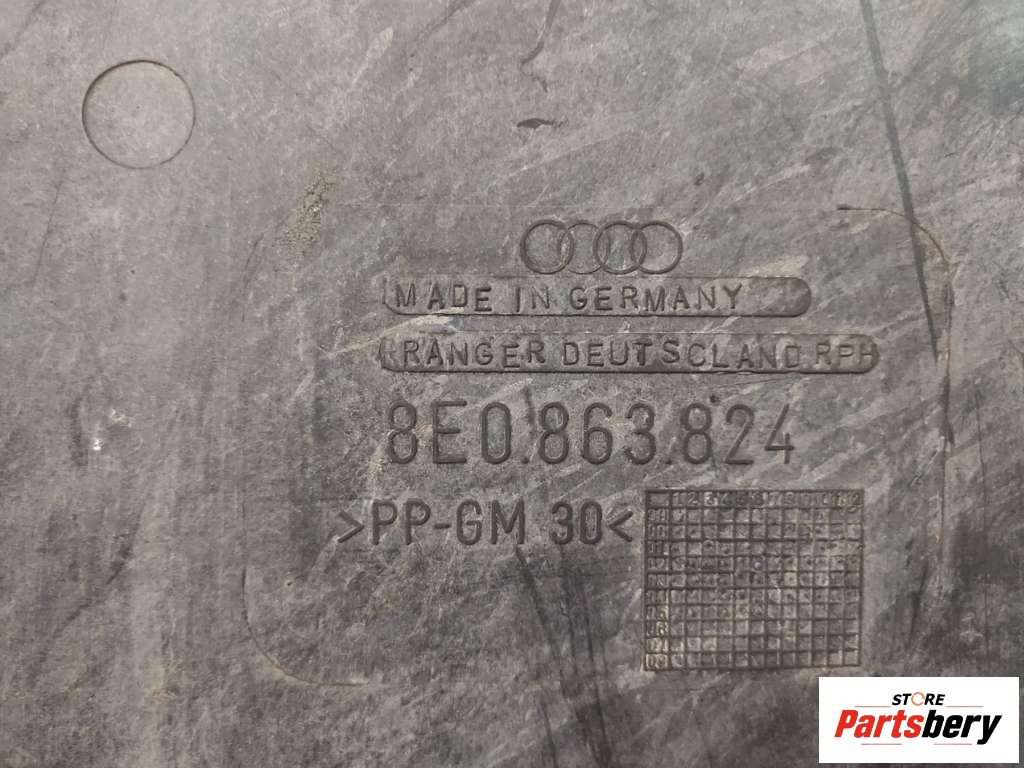 MADE IN GERMANY
RANGER DEUTSCLAND RPH
8E0.863.824
>PP-GM 30<
STORE
Partsbery